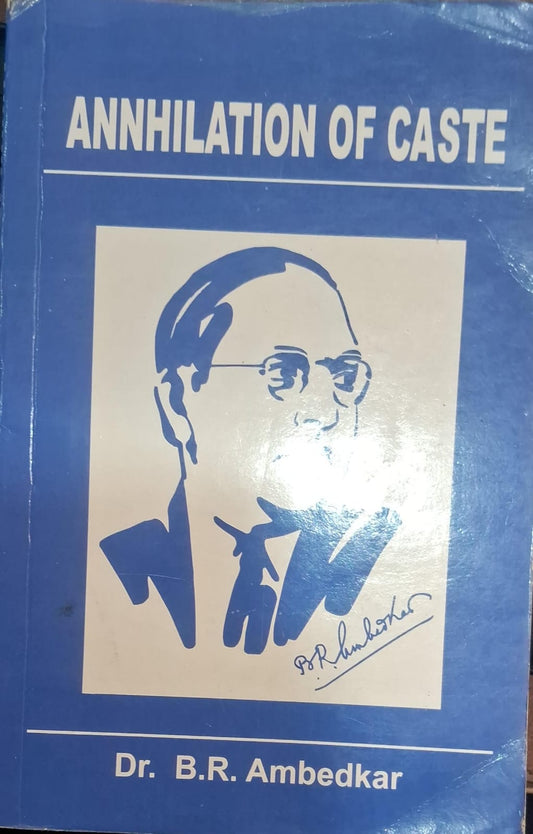 ANNHILATION OF CASTE
B.R. Ambedkar
Dr. B.R. Ambedkar